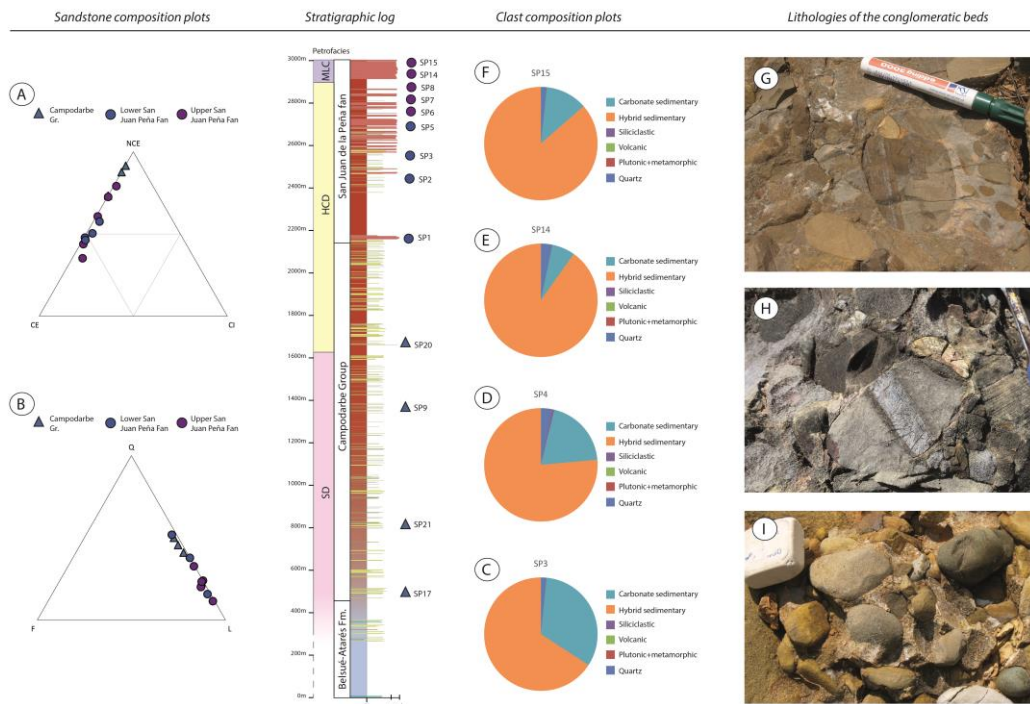 Sandstone composition plots
Stratigraphic log
Clast composition plots
Lithologies of the conglomeratic beds
A
Campodarbe
Gr.
Lower San
Juan Peña Fan
Upper San
Juan Peña Fan
NCE
CE
CI
B
Campodarbe
Gr.
Lower San
Juan Peña Fan
Upper San
Juan Peña Fan
Q
F
L
Petrofacies
3000m
2800m
2600m
2400m
2200m
2000m
1800m
1600m
1400m
1200m
1000m
800m
600m
400m
200m
0m
MLC
HCD
SD
San Juan de la Peña fan
Campodarbe Group
Belsué-Atarés Fm.
SP15
SP14
SP8
SP7
SP6
SP5
SP3
SP2
SP1
SP20
SP9
SP21
SP17
F
SP15
Carbonate sedimentary
Hybrid sedimentary
Siliciclastic
Volcanic
Plutonic+metamorphic
Quartz
E
SP14
Carbonate sedimentary
Hybrid sedimentary
Siliciclastic
Volcanic
Plutonic+metamorphic
Quartz
D
SP4
Carbonate sedimentary
Hybrid sedimentary
Siliciclastic
Volcanic
Plutonic+metamorphic
Quartz
C
SP3
Carbonate sedimentary
Hybrid sedimentary
Siliciclastic
Volcanic
Plutonic+metamorphic
Quartz
G
H
I